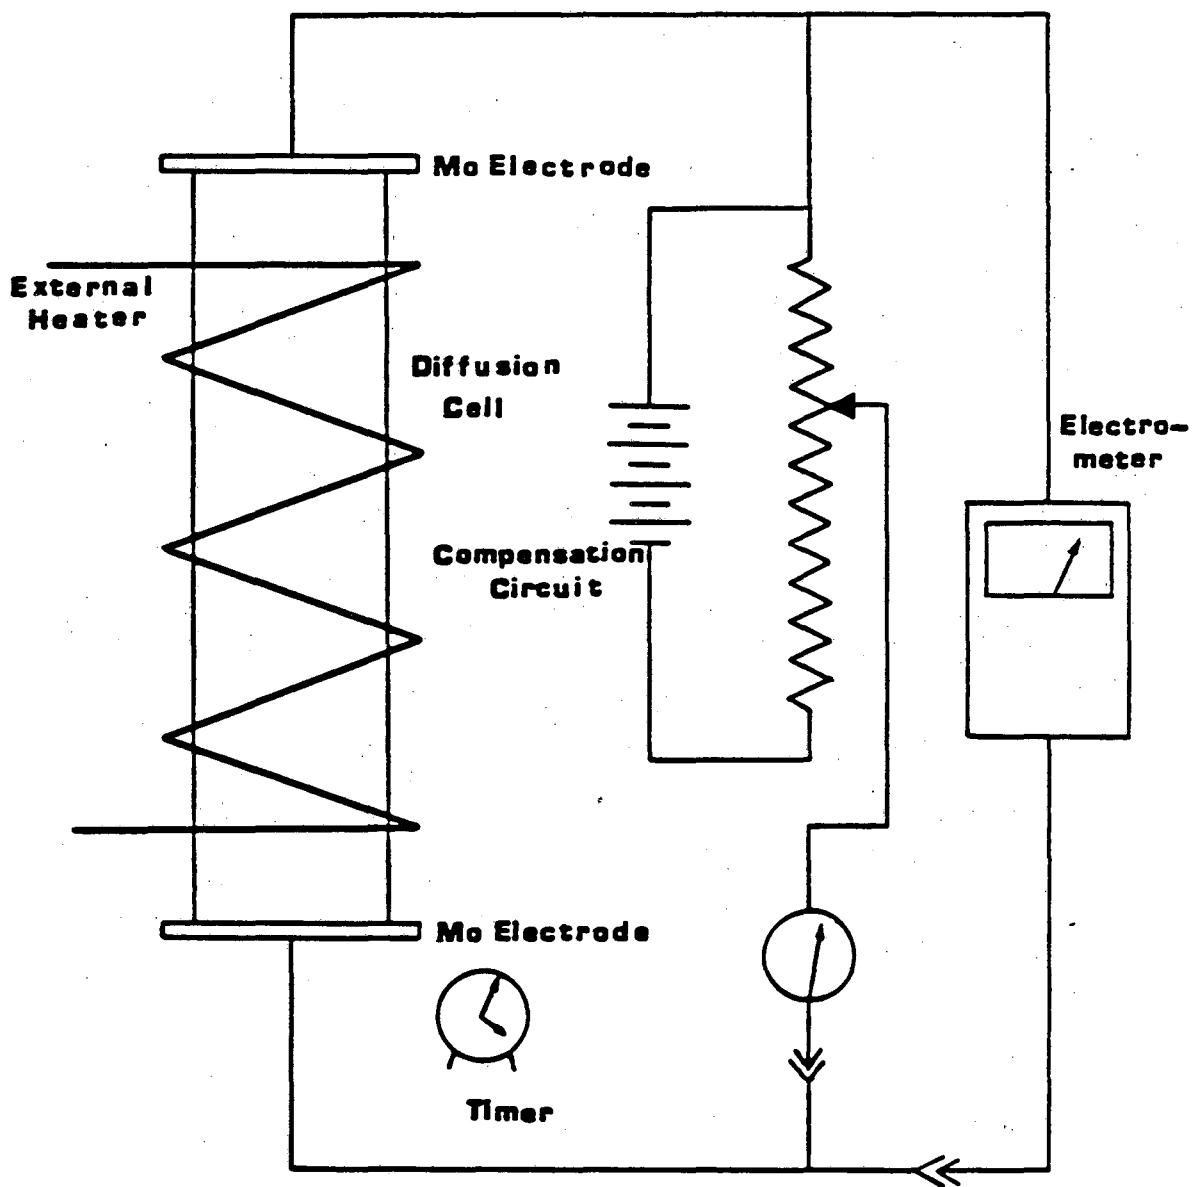 Mo Electrode
External
Heater
Diffusion
Cell
Electro-
meter
Compensation
Circuit
Mo Electrode
Timer